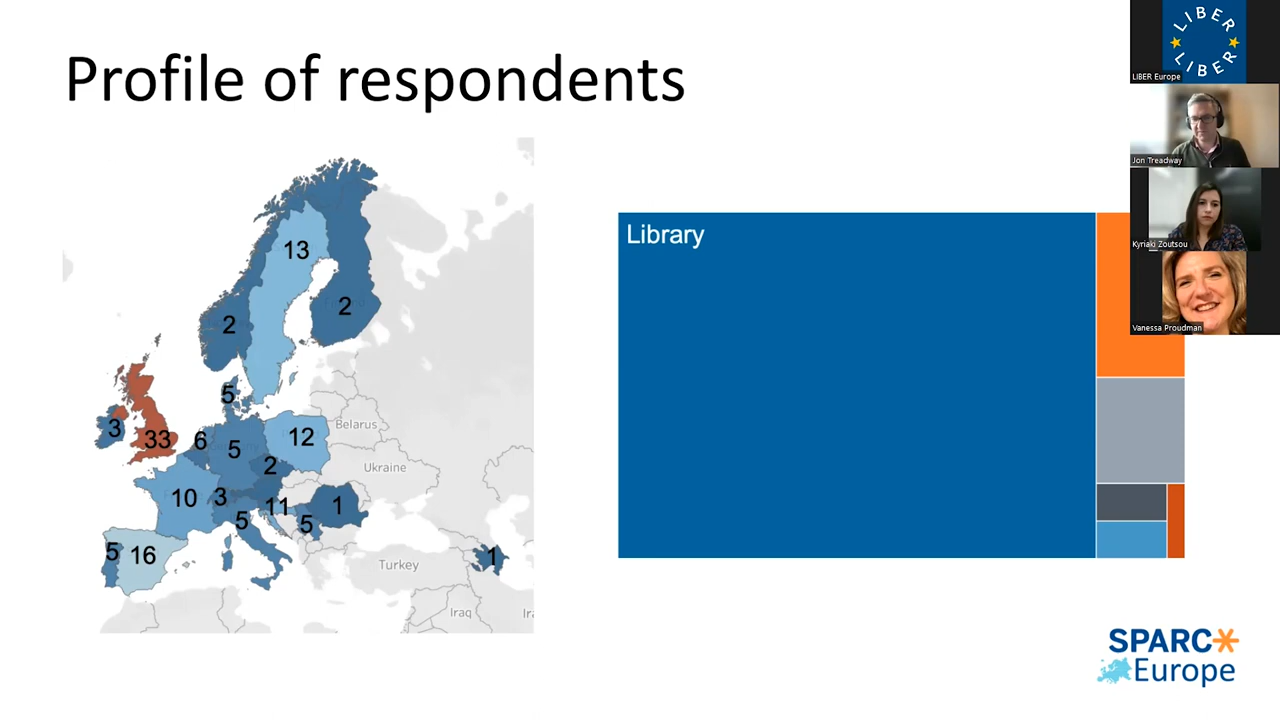 Profile of respondents
LIBER
LIBER
LIBER Europe
Jon Treadway
Kyriaki Zoutsou
Vanessa Proudman
13
2
2
5
3
33
6
5
12
Belarus
2
Ukraine
10
3
11
1
5
5
5
16
Turkey
1
Iraq
Library
SPARC
Europe